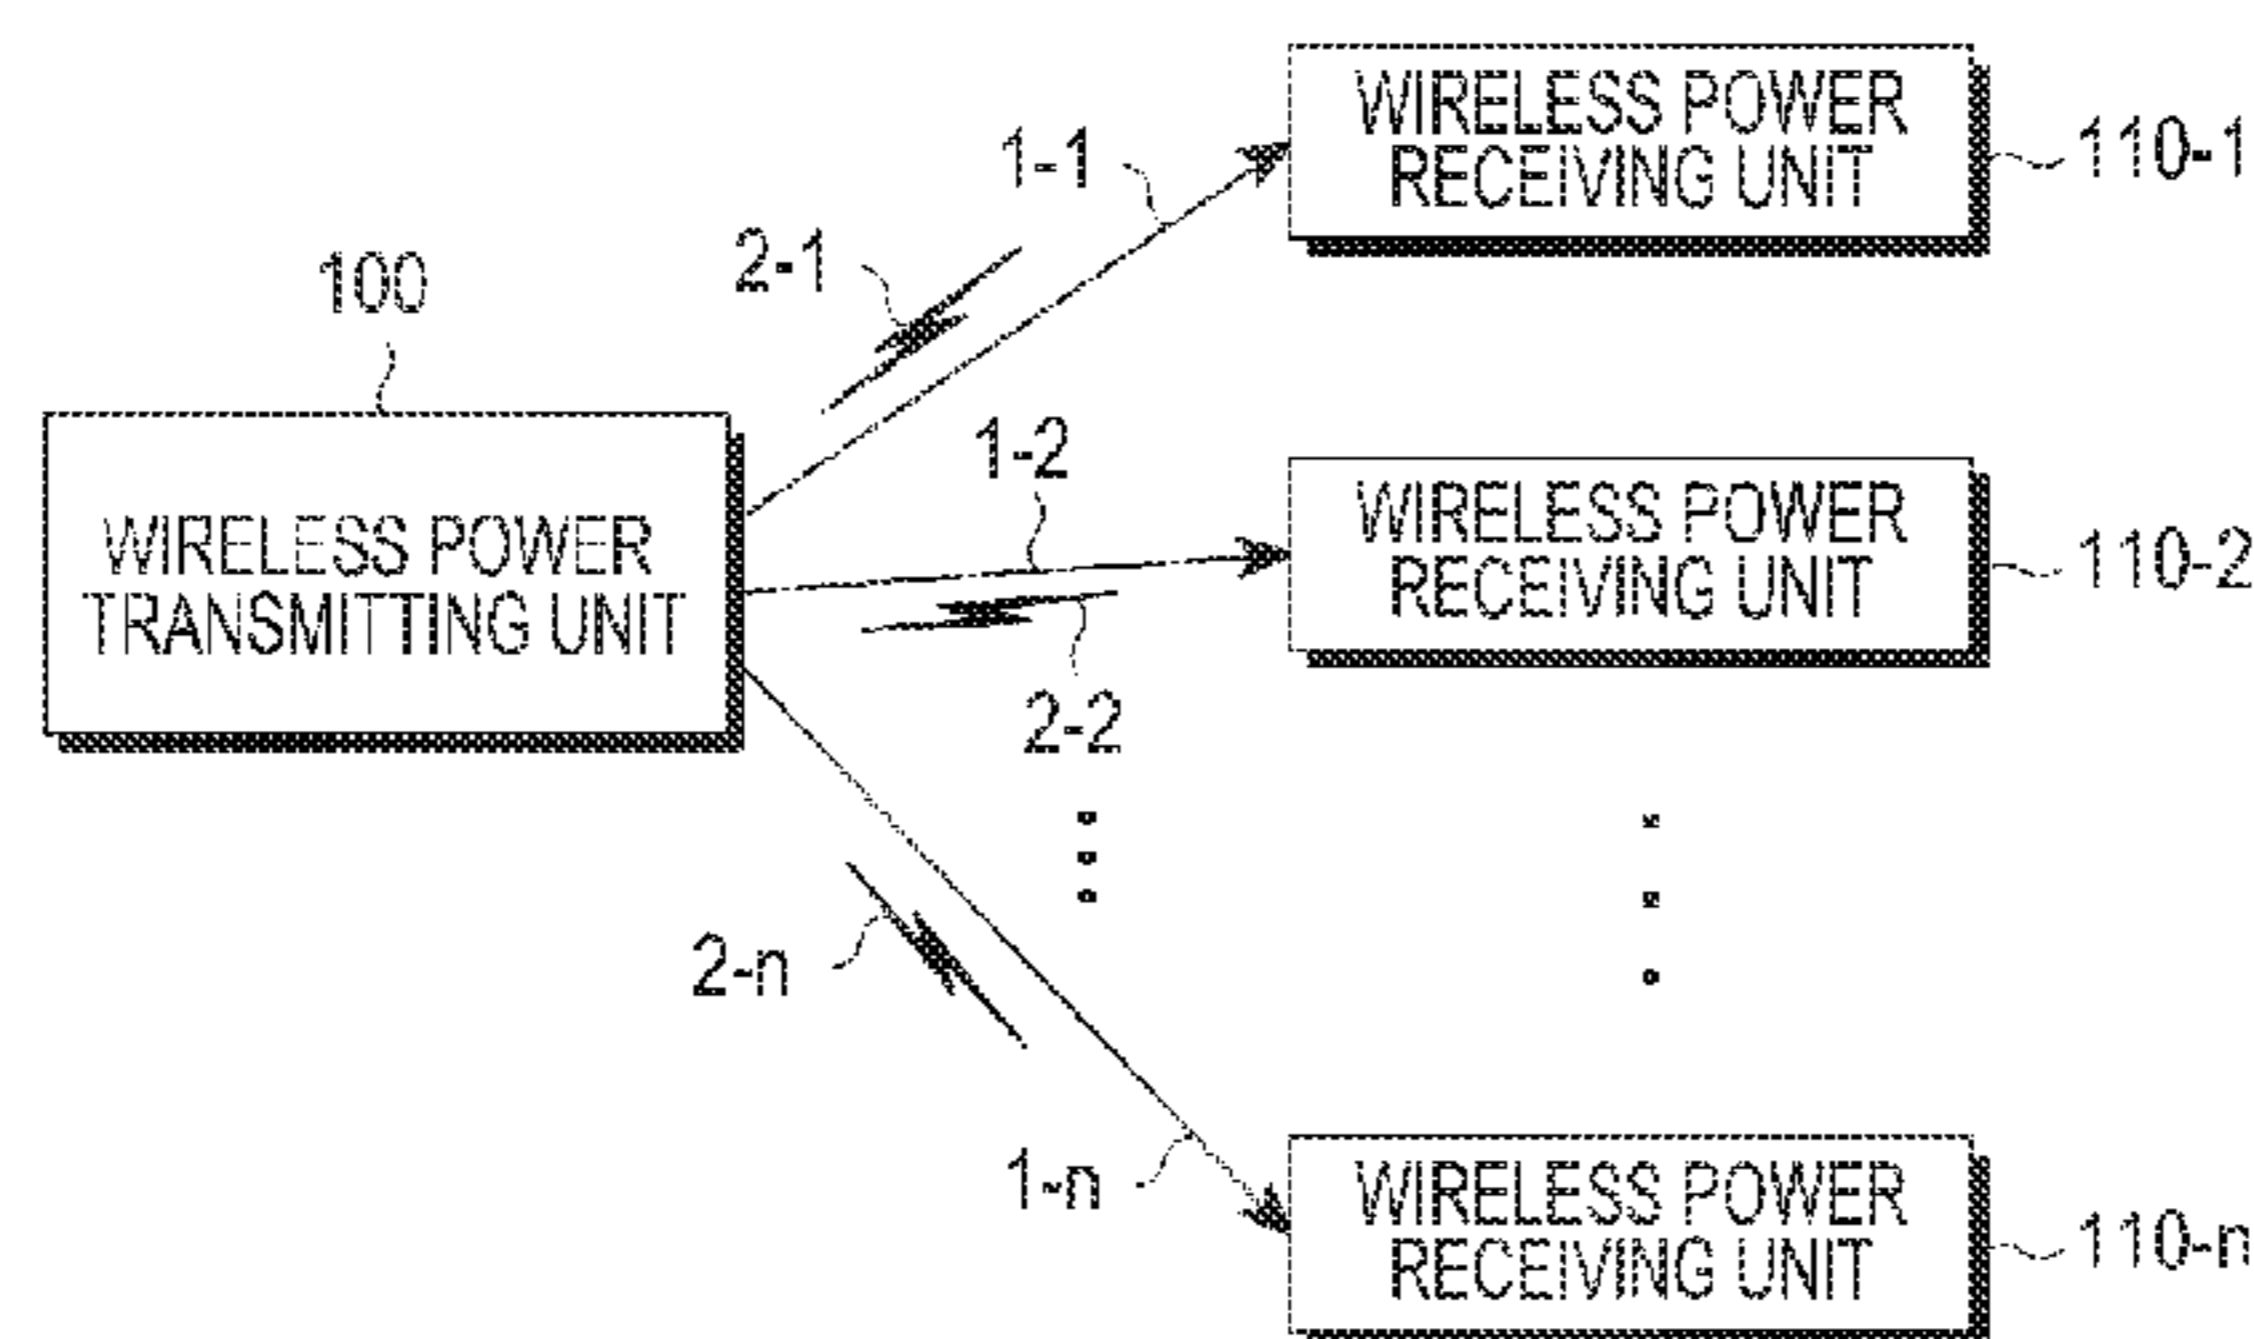 100
WIRELESS POWER
TRANSMITTING UNIT
2-1
1-1
WIRELESS POWER
RECEIVING UNIT
110-1
1-2
2-2
WIRELESS POWER
RECEIVING UNIT
110-2
2-n
1-n
WIRELESS POWER
RECEIVING UNIT
110-n